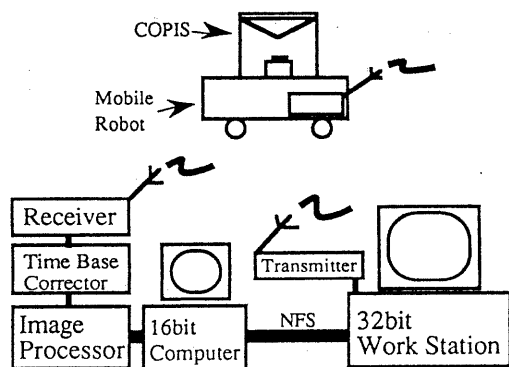 COPIS
Mobile
Robot
Receiver
Time Base
Corrector
Image
Processor
16bit
Computer
Transmitter
NFS
32bit
Work Station